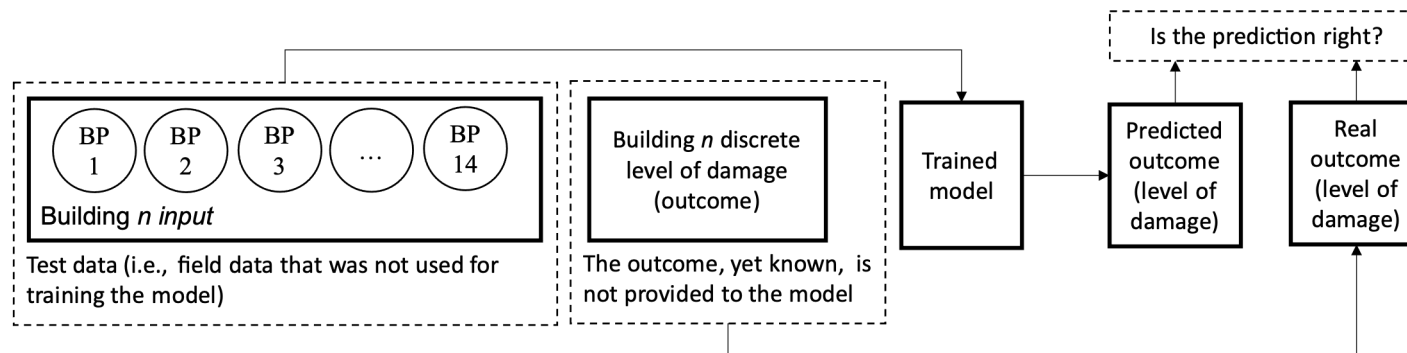 Is the prediction right?
BP
1
BP
2
BP
3
...
BP
14
Building n input
Test data (i.e., field data that was not used for
training the model)
Building n discrete
level of damage
(outcome)
The outcome, yet known, is
not provided to the model
Trained
model
Predicted
outcome
(level of
damage)
Real
outcome
(level of
damage)